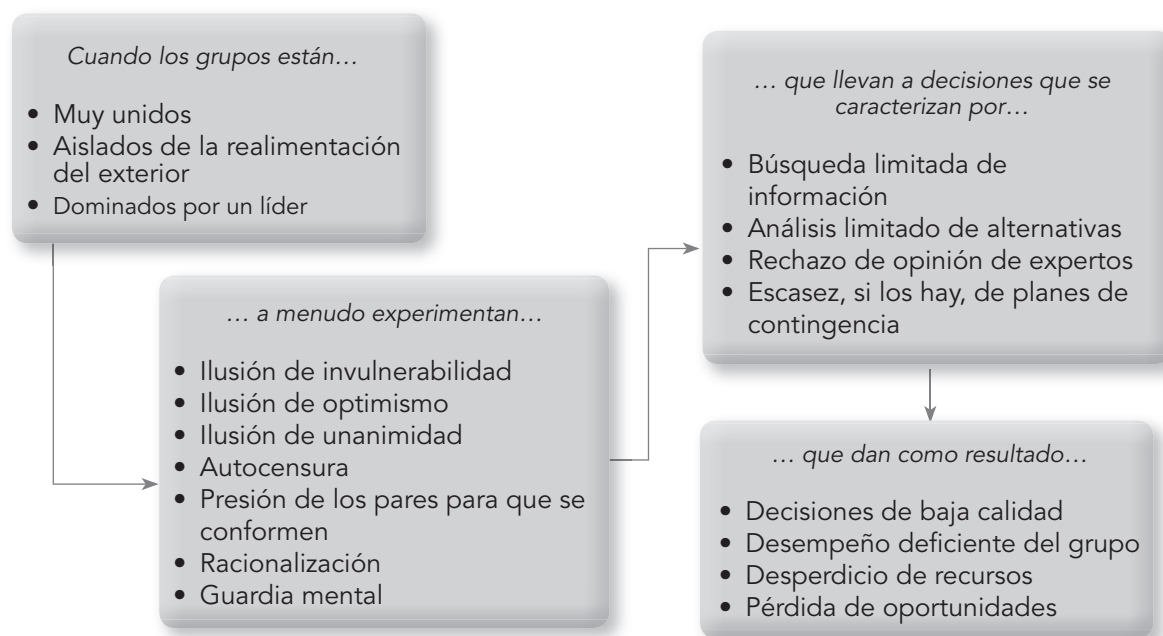 Cuando los grupos están…
• Muy unidos
• Aislados de la realimentación
del exterior
• Dominados por un líder
… a menudo experimentan…
• Ilusión de invulnerabilidad
• Ilusión de optimismo
• Ilusión de unanimidad
• Autocensura
• Presión de los pares para que se
conformen
• Racionalización
• Guardia mental
… que llevan a decisiones que se
caracterizan por…
• Búsqueda limitada de
información
• Análisis limitado de alternativas
• Rechazo de opinión de expertos
• Escasez, si los hay, de planes de
contingencia
… que dan como resultado…
• Decisiones de baja calidad
• Desempeño deficiente del grupo
• Desperdicio de recursos
• Pérdida de oportunidades